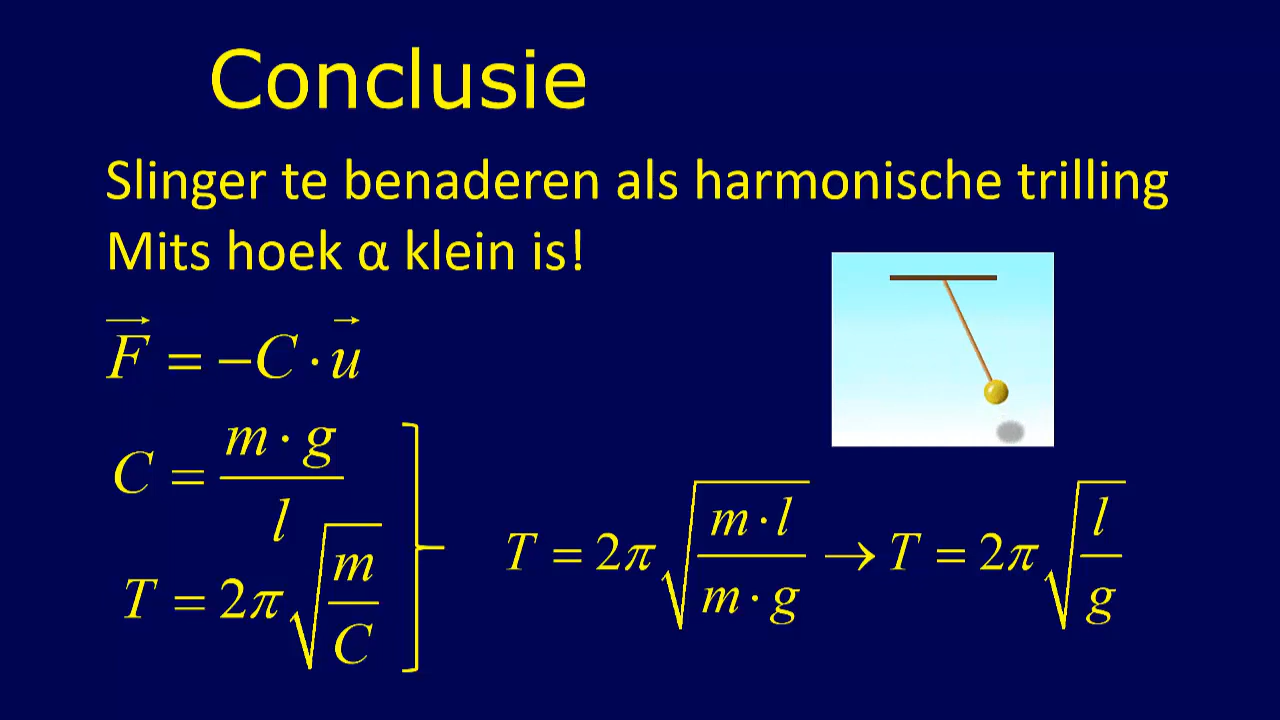 Conclusie
Slinger te benaderen als harmonische trilling
Mits hoek α klein is!
F⃗ = −C · u⃗
C = m · g / l
T = 2π√(m / C)
T = 2π√(m · l / m · g) → T = 2π√(l / g)